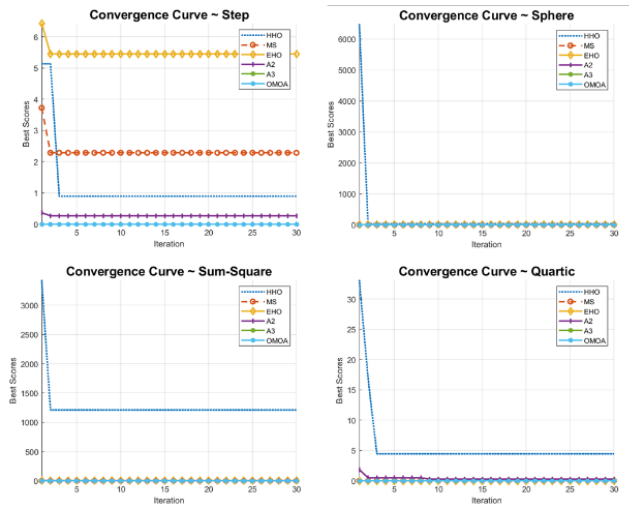 Convergence Curve ~ Step
HHO
MS
EHO
A2
A3
OMOA
Best Scores
6
5
4
3
2
1
0
5
10
15
20
25
30
Iteration
Convergence Curve ~ Sphere
HHO
MS
EHO
A2
A3
OMOA
Best Scores
6000
5000
4000
3000
2000
1000
0
5
10
15
20
25
30
Iteration
Convergence Curve ~ Sum-Square
HHO
MS
EHO
A2
A3
OMOA
Best Scores
3000
2500
2000
1500
1000
500
0
5
10
15
20
25
30
Iteration
Convergence Curve ~ Quartic
HHO
MS
EHO
A2
A3
OMOA
Best Scores
30
25
20
15
10
5
0
5
10
15
20
25
30
Iteration